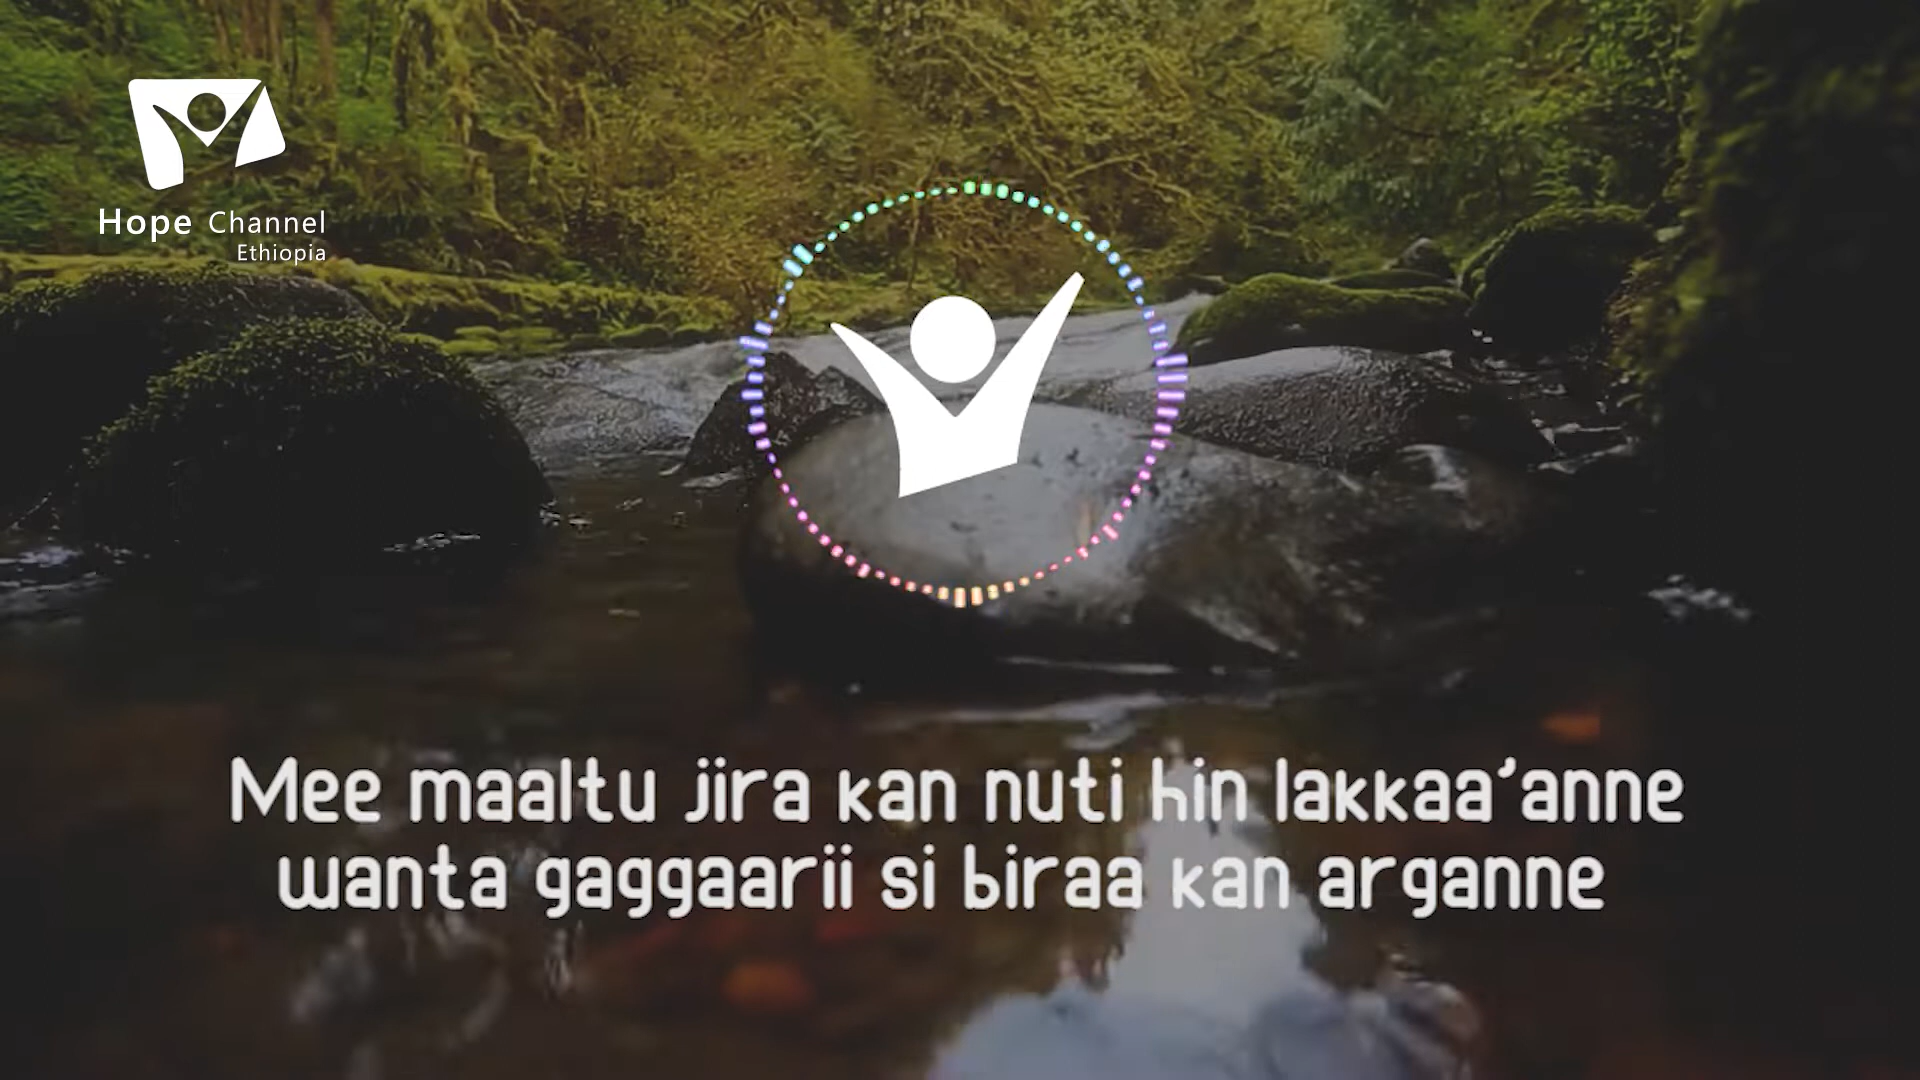 Hope Channel
Ethiopia
Mee maaltu jira kan nuti hin lakkaa’anne
wanta gaggaarii si biraa kan arganne